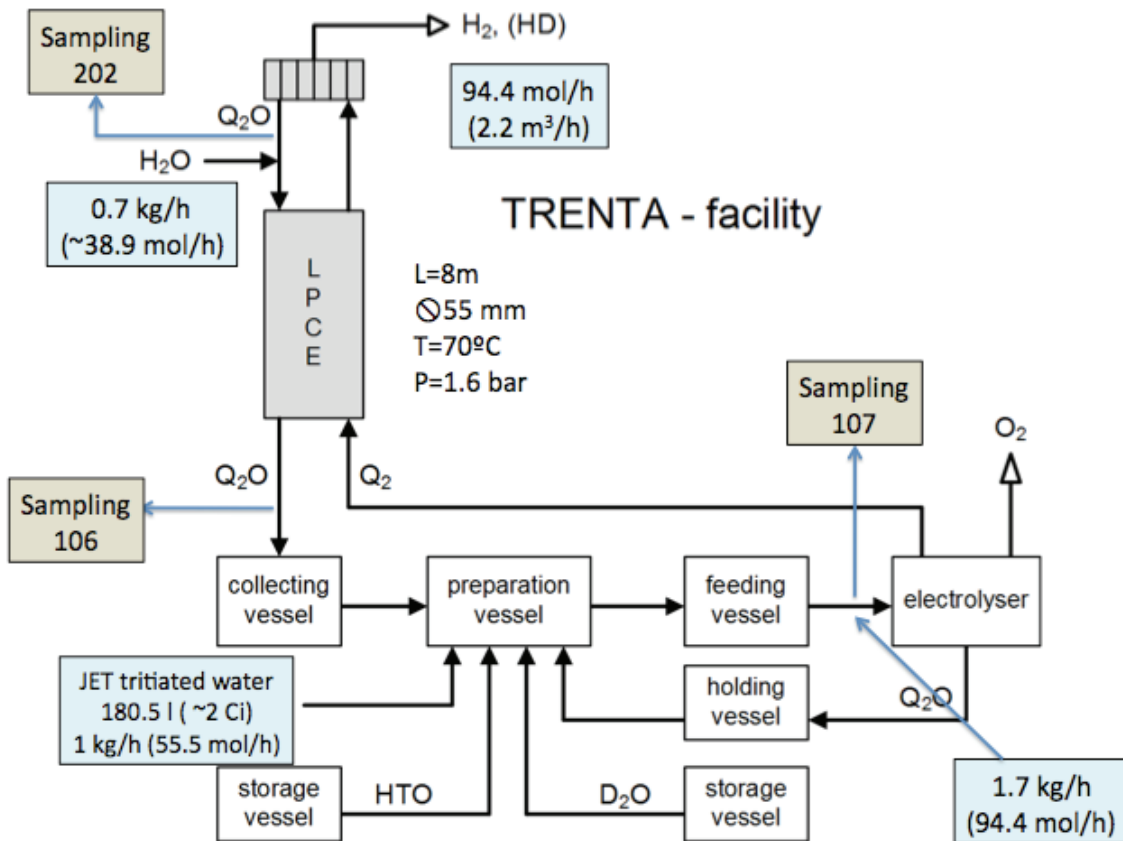 Sampling
202
H₂, (HD)
94.4 mol/h
(2.2 m³/h)
Q₂O
H₂O
0.7 kg/h
(~38.9 mol/h)
TRENTA - facility
L
P
C
E
L=8m
⃠55 mm
T=70ºC
P=1.6 bar
Sampling
107
O₂
Q₂O
Q₂
Sampling
106
collecting
vessel
preparation
vessel
feeding
vessel
electrolyser
JET tritiated water
180.5 l ( ~2 Ci)
1 kg/h (55.5 mol/h)
holding
vessel
Q₂O
storage
vessel
HTO
D₂O
storage
vessel
1.7 kg/h
(94.4 mol/h)